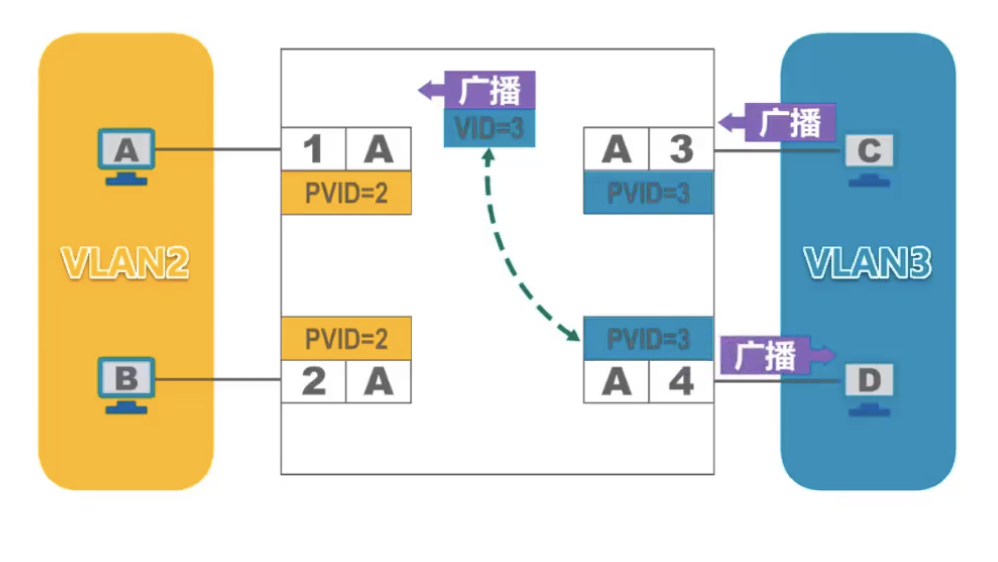 广播
VID=3
广播
A
1 A
PVID=2
A 3
PVID=3
C
VLAN2
VLAN3
PVID=2
2 A
B
PVID=3
A 4
广播
D